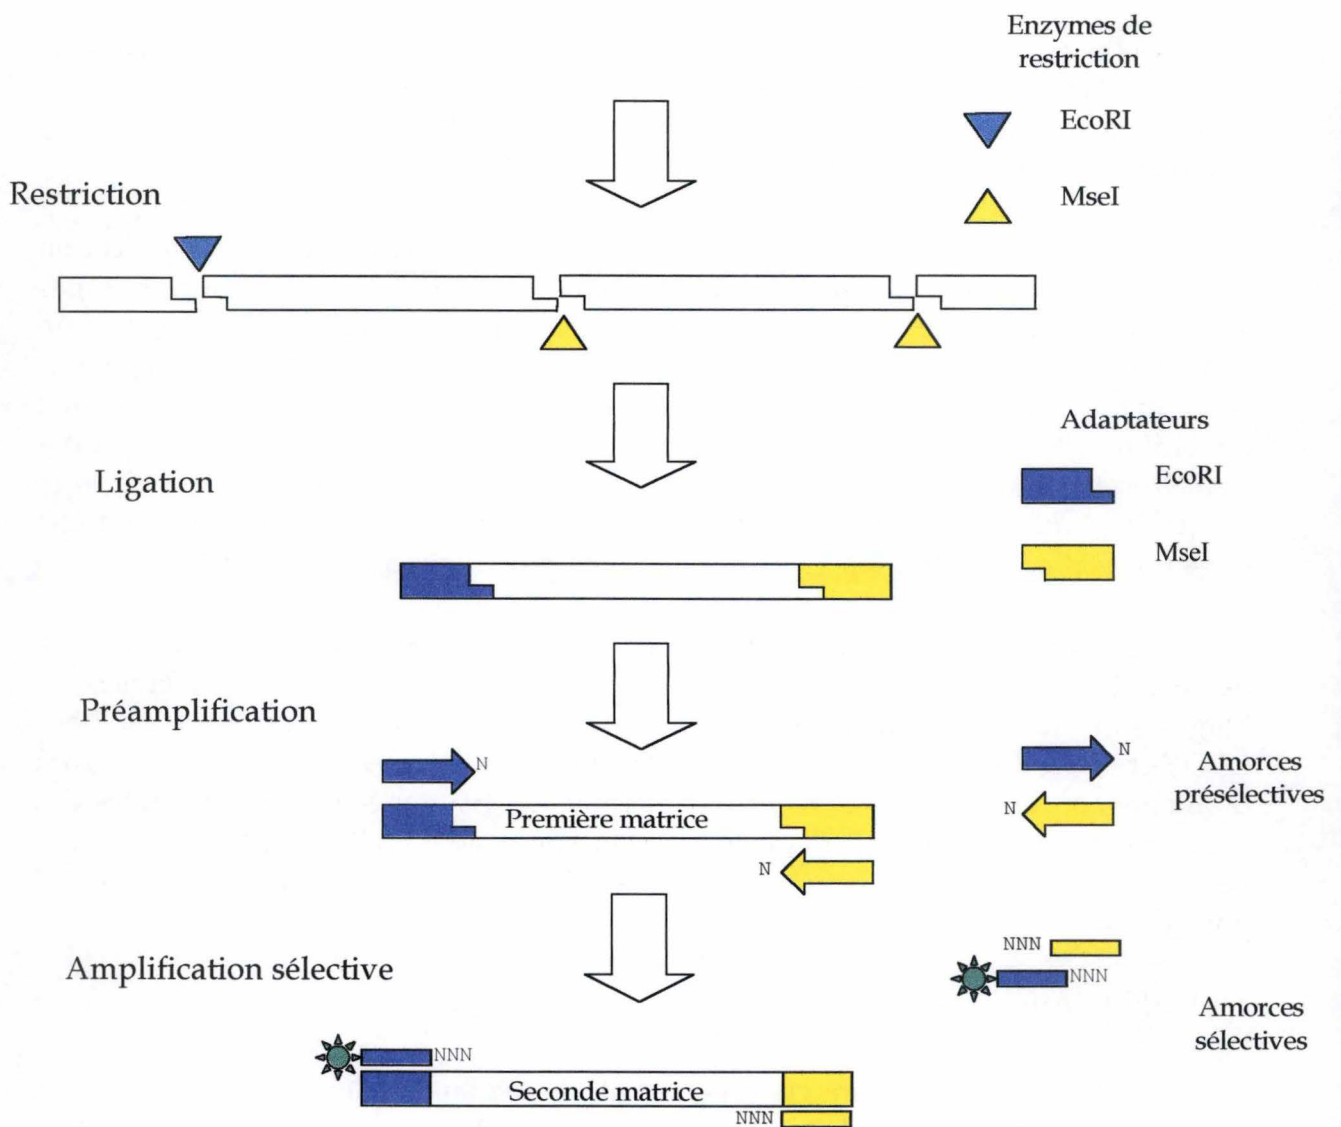 Enzymes de
restriction
EcoRI
MseI
Restriction
Adaptateurs
EcoRI
MseI
Ligation
Préamplification
N
Première matrice
N
N
N
Amorces
présélectives
Amplification sélective
NNN
NNN
Amorces
sélectives
NNN
Seconde matrice
NNN